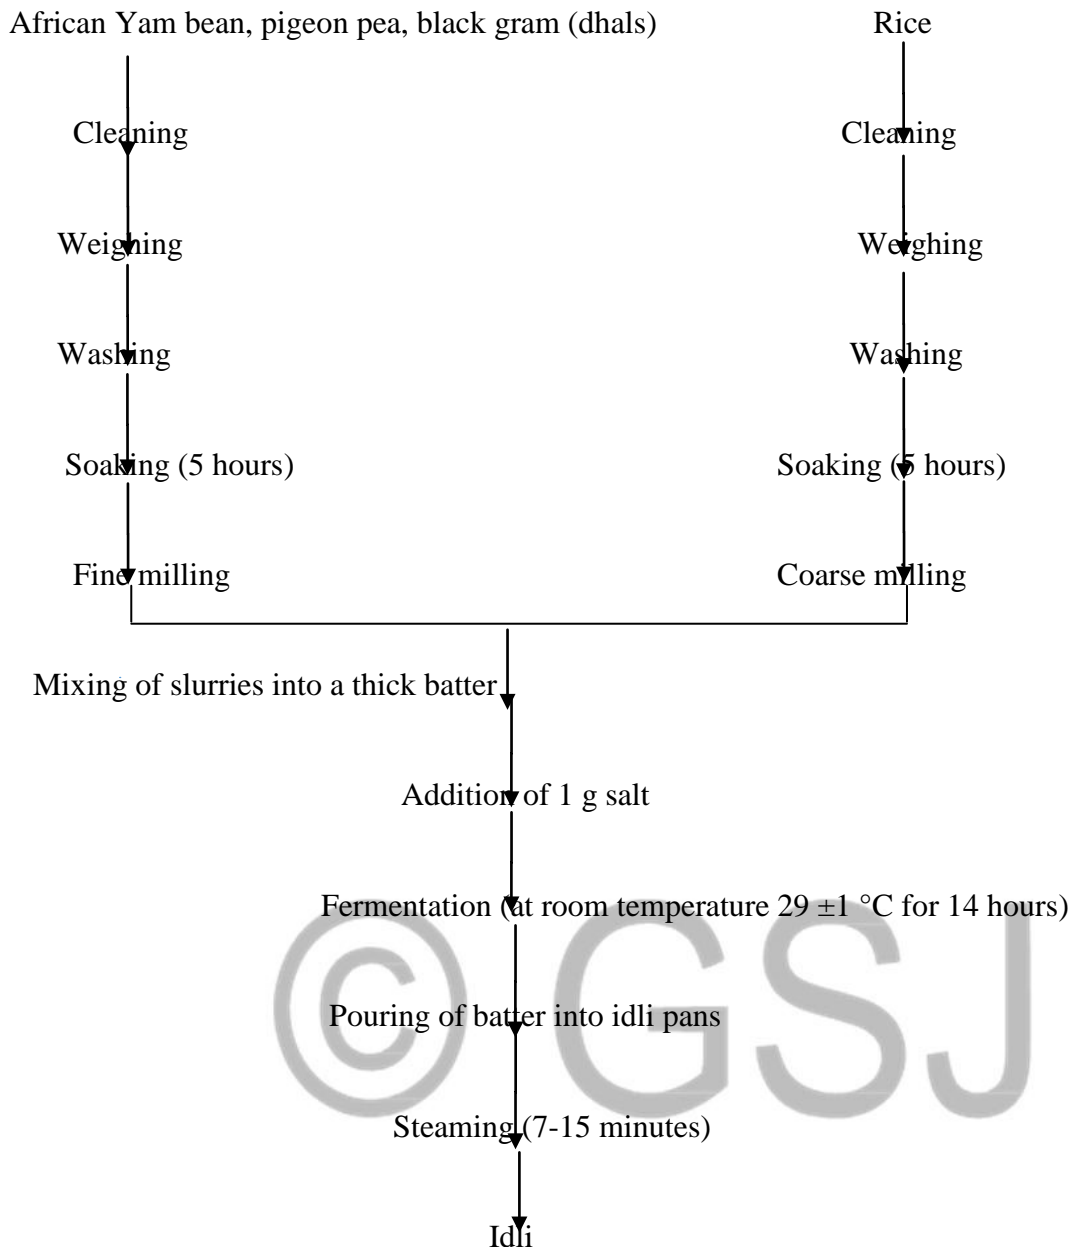 African Yam bean, pigeon pea, black gram (dhals) Rice
Cleaning Cleaning
Weighing Weighing
Washing Washing
Soaking (5 hours) Soaking (5 hours)
Fine milling Coarse milling
Mixing of slurries into a thick batter
Addition of 1 g salt
Fermentation (at room temperature 29 ±1 °C for 14 hours)
Pouring of batter into idli pans
© GSJ
Steaming (7-15 minutes)
Idli